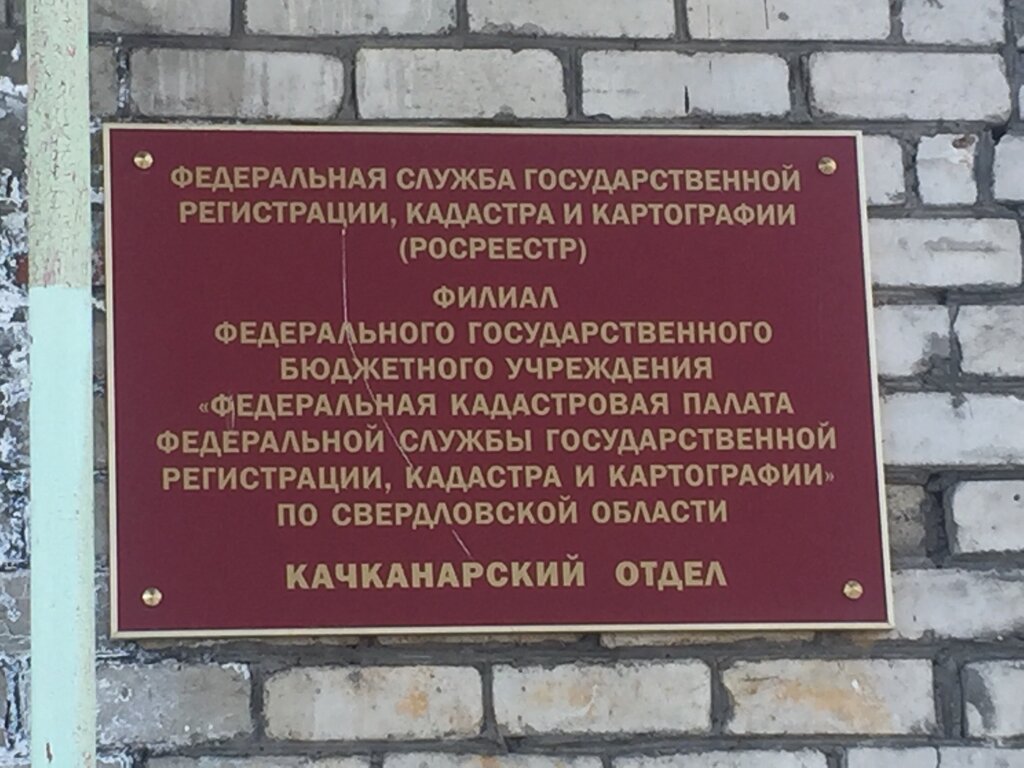 ФЕДЕРАЛЬНАЯ СЛУЖБА ГОСУДАРСТВЕННОЙ
РЕГИСТРАЦИИ, КАДАСТРА И КАРТОГРАФИИ
(РОСРЕЕСТР)
ФИЛИАЛ
ФЕДЕРАЛЬНОГО ГОСУДАРСТВЕННОГО
БЮДЖЕТНОГО УЧРЕЖДЕНИЯ
«ФЕДЕРАЛЬНАЯ КАДАСТРОВАЯ ПАЛАТА
ФЕДЕРАЛЬНОЙ СЛУЖБЫ ГОСУДАРСТВЕННОЙ
РЕГИСТРАЦИИ, КАДАСТРА И КАРТОГРАФИИ»
ПО СВЕРДЛОВСКОЙ ОБЛАСТИ
КАЧКАНАРСКИЙ ОТДЕЛ